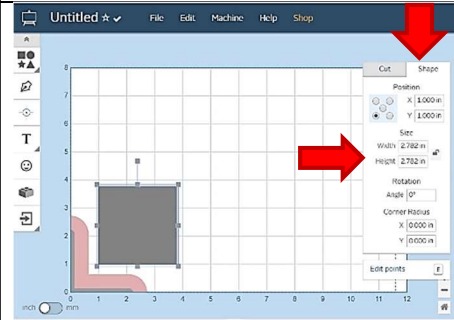 Untitled File Edit Machine Help Shop
Cut Shape
Position
X 1.000 in
Y 1.000 in
Size
Width 2.782 in
Height 2.782 in
Rotation
Angle 0°
Corner Radius
X 0.000 in
Y 0.000 in
Edit points E
T
8
7
6
5
4
3
2
1
0
0 1 2 3 4 5 6 7 8 9 10 11 12
inch mm